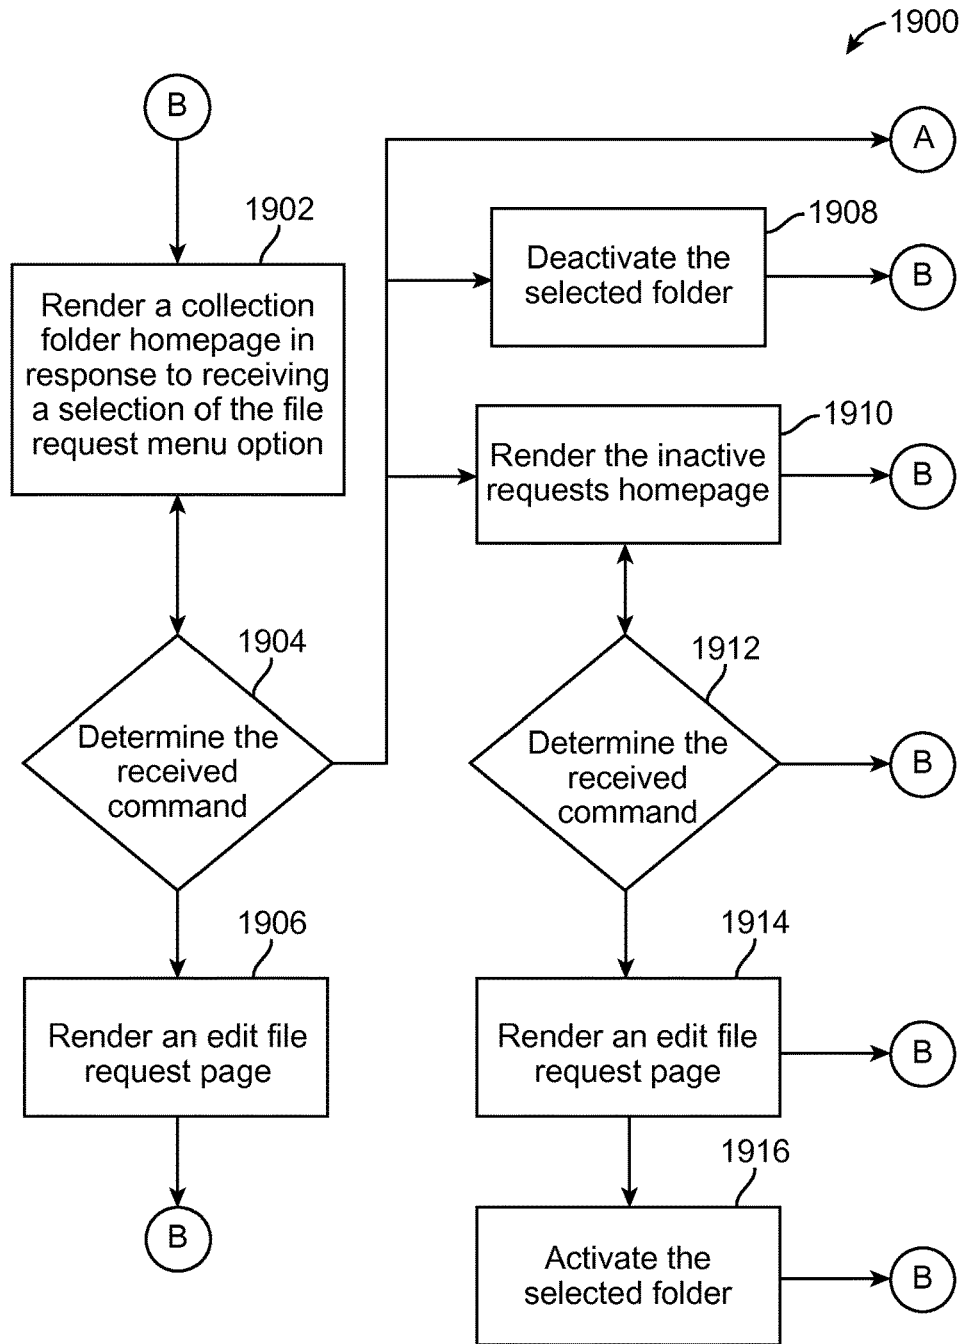 1900
B
A
1902
Render a collection
folder homepage in
response to receiving
a selection of the file
request menu option
1908
Deactivate the
selected folder
B
1910
Render the inactive
requests homepage
B
1904
Determine the
received
command
1912
Determine the
received
command
B
1906
Render an edit file
request page
B
1914
Render an edit file
request page
B
1916
Activate the
selected folder
B